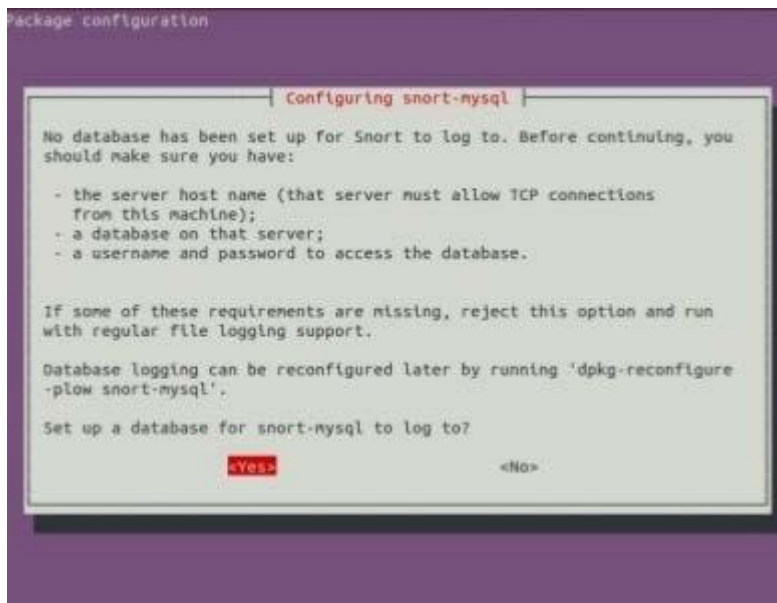 Package configuration
Configuring snort-mysql
No database has been set up for Snort to log to. Before continuing, you
should make sure you have:
- the server host name (that server must allow TCP connections
from this machine);
- a database on that server;
- a username and password to access the database.
If some of these requirements are missing, reject this option and run
with regular file logging support.
Database logging can be reconfigured later by running 'dpkg-reconfigure
-plow snort-mysql'.
Set up a database for snort-mysql to log to?
<Yes> <No>